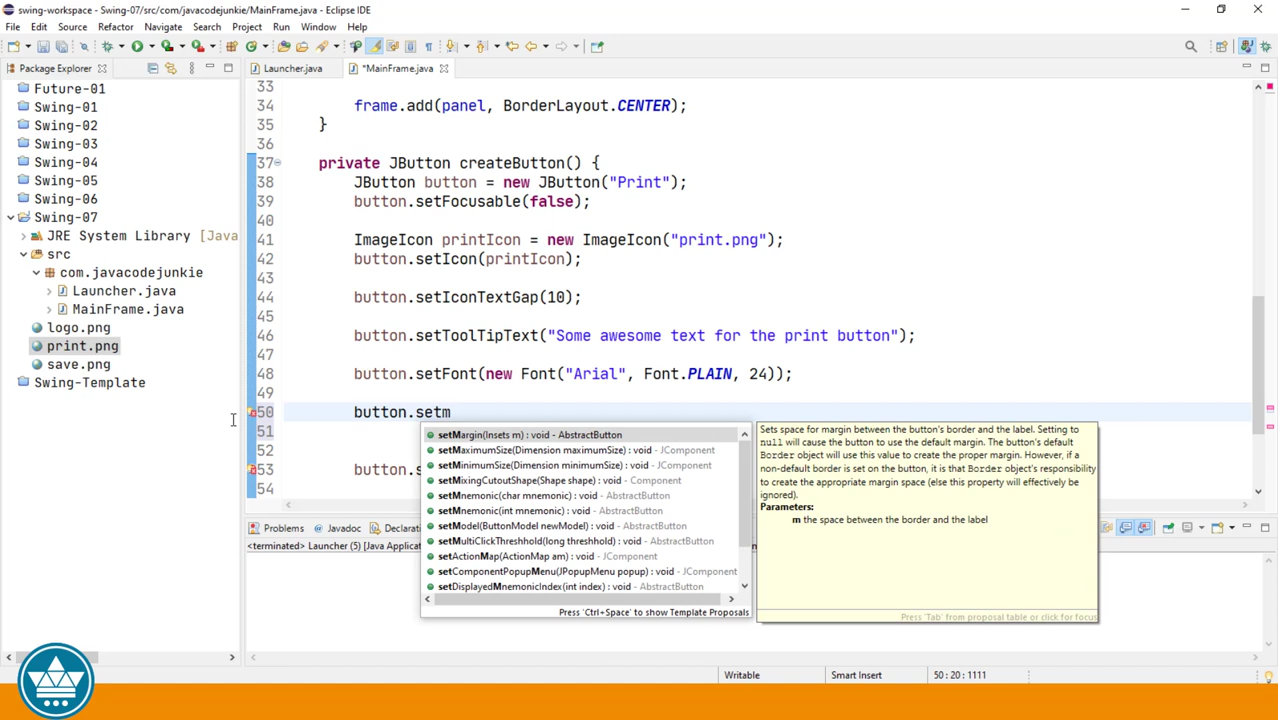 swing-workspace - Swing-07/src/com/javacodejunkie/MainFrame.java - Eclipse IDE
File Edit Source Refactor Navigate Search Project Run Window Help
Package Explorer
Launcher.java
*MainFrame.java
Future-01
Swing-01
Swing-02
Swing-03
Swing-04
Swing-05
Swing-06
Swing-07
JRE System Library [Java
src
com.javacodejunkie
Launcher.java
MainFrame.java
logo.png
print.png
save.png
Swing-Template
33
34 frame.add(panel, BorderLayout.CENTER);
35 }
36
37 private JButton createButton() {
38 JButton button = new JButton("Print");
39 button.setFocusable(false);
40
41 ImageIcon printIcon = new ImageIcon("print.png");
42 button.setIcon(printIcon);
43
44 button.setIconTextGap(10);
45
46 button.setToolTipText("Some awesome text for the print button");
47
48 button.setFont(new Font("Arial", Font.PLAIN, 24));
49
50 button.setm
51
52
53 button.s
54
setMargin(Insets m) : void - AbstractButton
setMaximumSize(Dimension maximumSize) : void - JComponent
setMinimumSize(Dimension minimumSize) : void - JComponent
setMixingCutoutShape(Shape shape) : void - Component
setMnemonic(char mnemonic) : void - AbstractButton
setMnemonic(int mnemonic) : void - AbstractButton
setModel(ButtonModel newModel) : void - AbstractButton
setMultiClickThreshhold(long threshhold) : void - AbstractButton
setActionMap(ActionMap am) : void - JComponent
setComponentPopupMenu(JPopupMenu popup) : void - JComponent
setDisplayedMnemonicIndex(int index) : void - AbstractButton
Press 'Ctrl+Space' to show Template Proposals
Sets space for margin between the button's border and the label. Setting to
null will cause the button to use the default margin. The button's default
Border object will use this value to create the proper margin. However, if a
non-default border is set on the button, it is that Border object's responsibility
to create the appropriate margin space (else this property will effectively be
ignored).
Parameters:
m the space between the border and the label
Press 'Tab' from proposal table or click for focus
Problems Javadoc Declarati
<terminated> Launcher (5) [Java Applic
Writable Smart Insert 50 : 20 : 1111